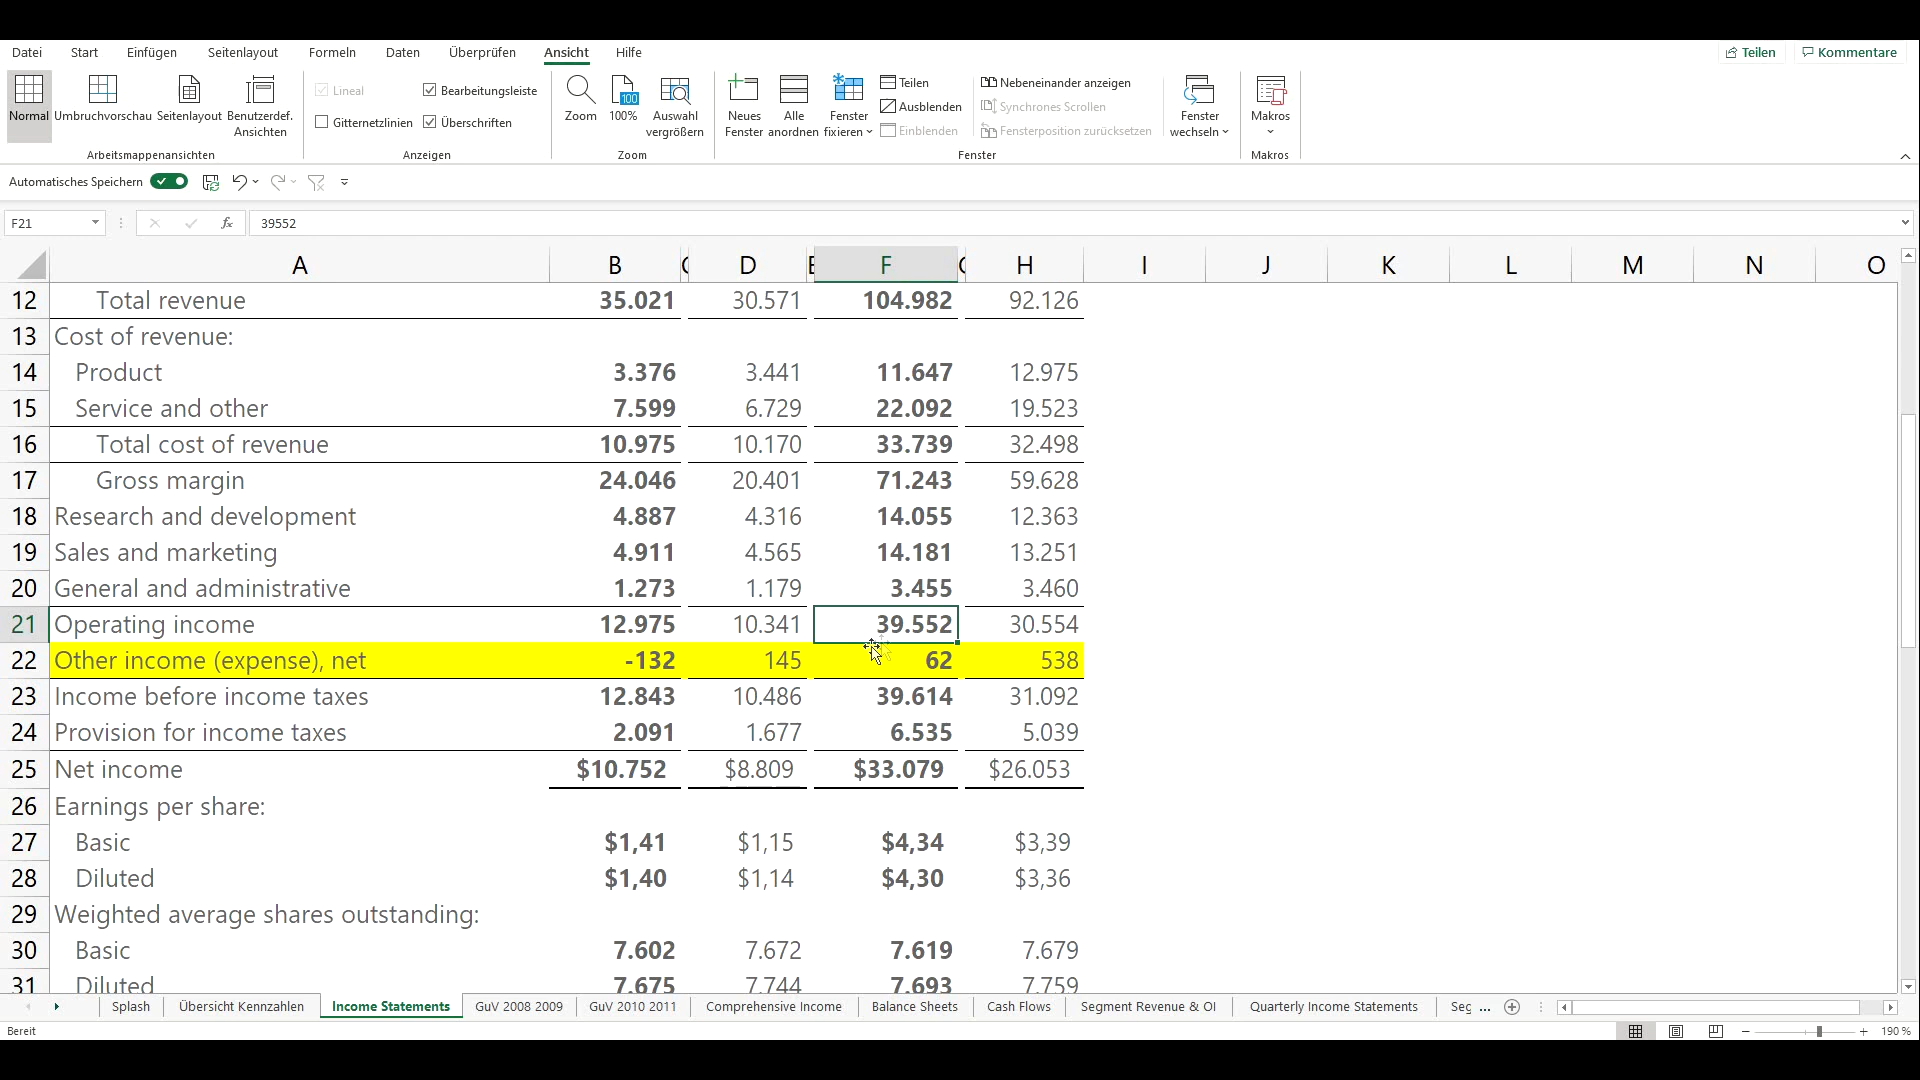 Datei Start Einfügen Seitenlayout Formeln Daten Überprüfen Ansicht Hilfe Teilen Kommentare
Normal Umbruchvorschau Seitenlayout Benutzerdef. Ansichten
Arbeitsmappenansichten
Lineal Bearbeitungsleiste
Gitternetzlinien Überschriften
Anzeigen
Zoom 100% Auswahl vergrößern
100
Zoom
Neues Fenster Alle anordnen Fenster fixieren
Teilen
Ausblenden
Einblenden
Nebeneinander anzeigen
Synchrones Scrollen
Fensterposition zurücksetzen
Fenster wechseln
Fenster
Makros
Makros
Automatisches Speichern
F21 fx 39552
A B D F H I J K L M N O
12 Total revenue 35.021 30.571 104.982 92.126
13 Cost of revenue:
14 Product 3.376 3.441 11.647 12.975
15 Service and other 7.599 6.729 22.092 19.523
16 Total cost of revenue 10.975 10.170 33.739 32.498
17 Gross margin 24.046 20.401 71.243 59.628
18 Research and development 4.887 4.316 14.055 12.363
19 Sales and marketing 4.911 4.565 14.181 13.251
20 General and administrative 1.273 1.179 3.455 3.460
21 Operating income 12.975 10.341 39.552 30.554
22 Other income (expense), net -132 145 62 538
23 Income before income taxes 12.843 10.486 39.614 31.092
24 Provision for income taxes 2.091 1.677 6.535 5.039
25 Net income $10.752 $8.809 $33.079 $26.053
26 Earnings per share:
27 Basic $1,41 $1,15 $4,34 $3,39
28 Diluted $1,40 $1,14 $4,30 $3,36
29 Weighted average shares outstanding:
30 Basic 7.602 7.672 7.619 7.679
31 Diluted 7.675 7.744 7.693 7.759
Splash Übersicht Kennzahlen Income Statements GuV 2008 2009 GuV 2010 2011 Comprehensive Income Balance Sheets Cash Flows Segment Revenue & OI Quarterly Income Statements Seg ...
Bereit 190 %